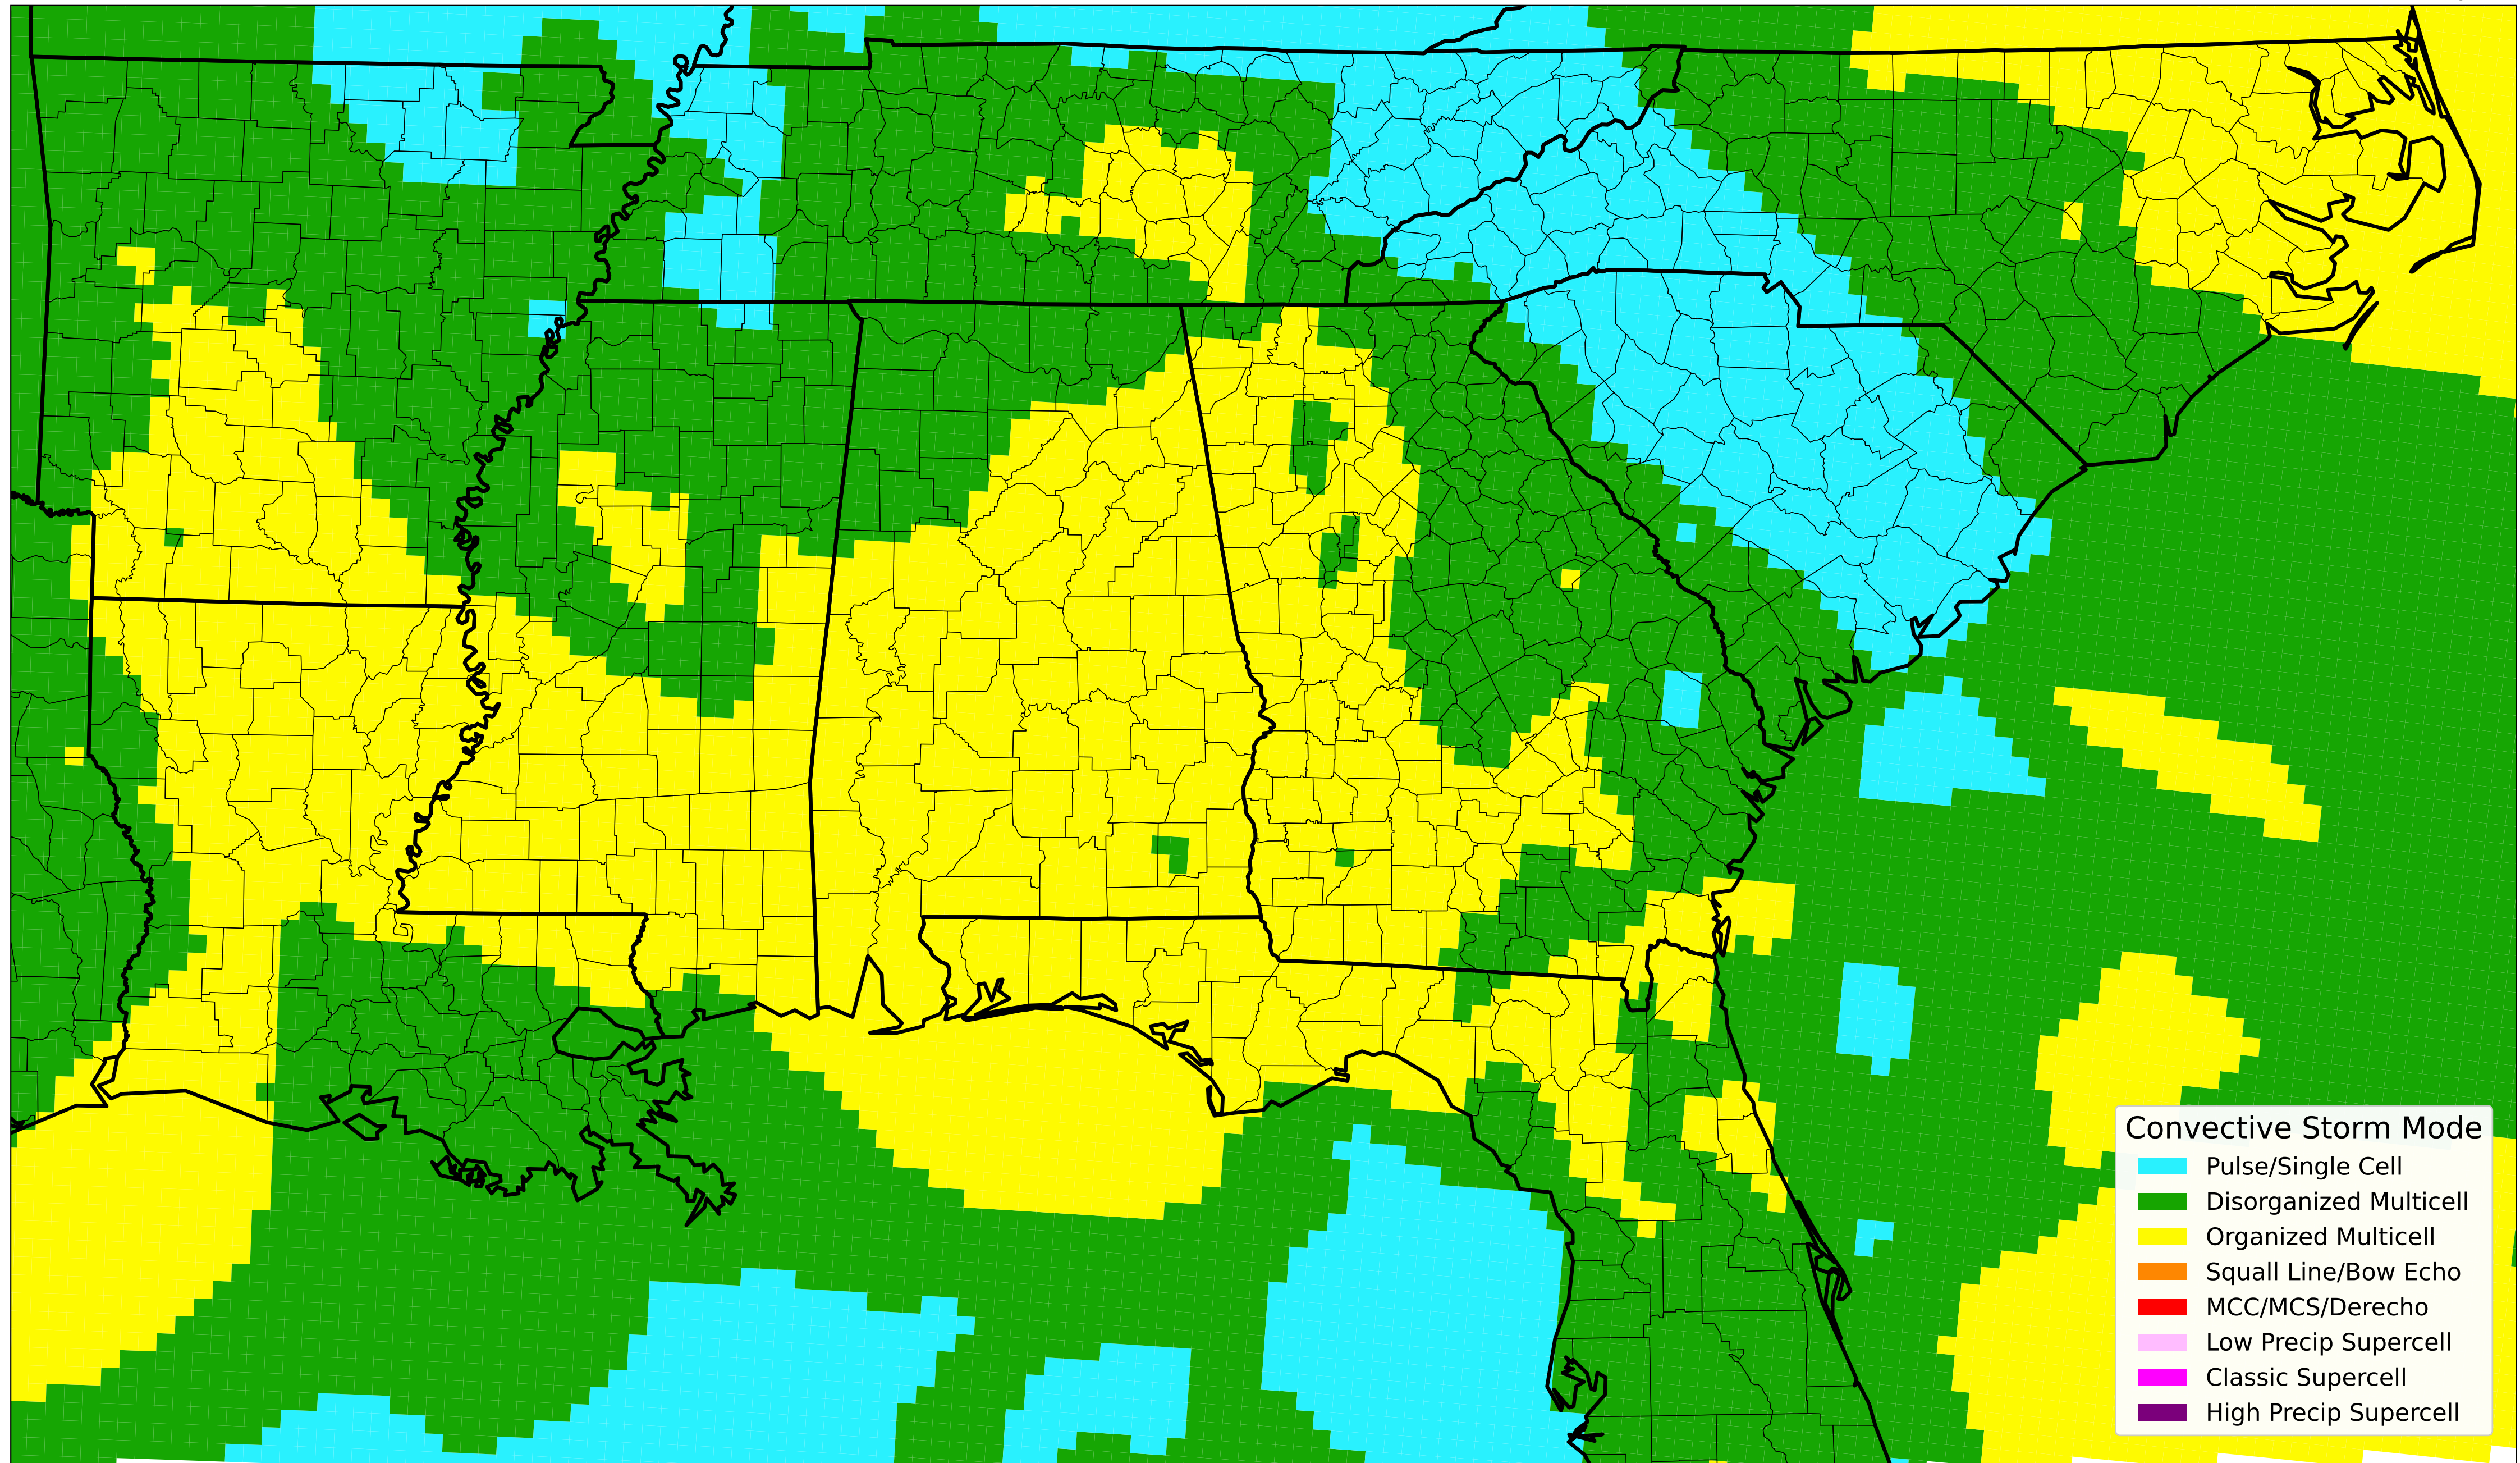 Convective Storm Mode
Pulse/Single Cell
Disorganized Multicell
Organized Multicell
Squall Line/Bow Echo
MCC/MCS/Derecho
Low Precip Supercell
Classic Supercell
High Precip Supercell